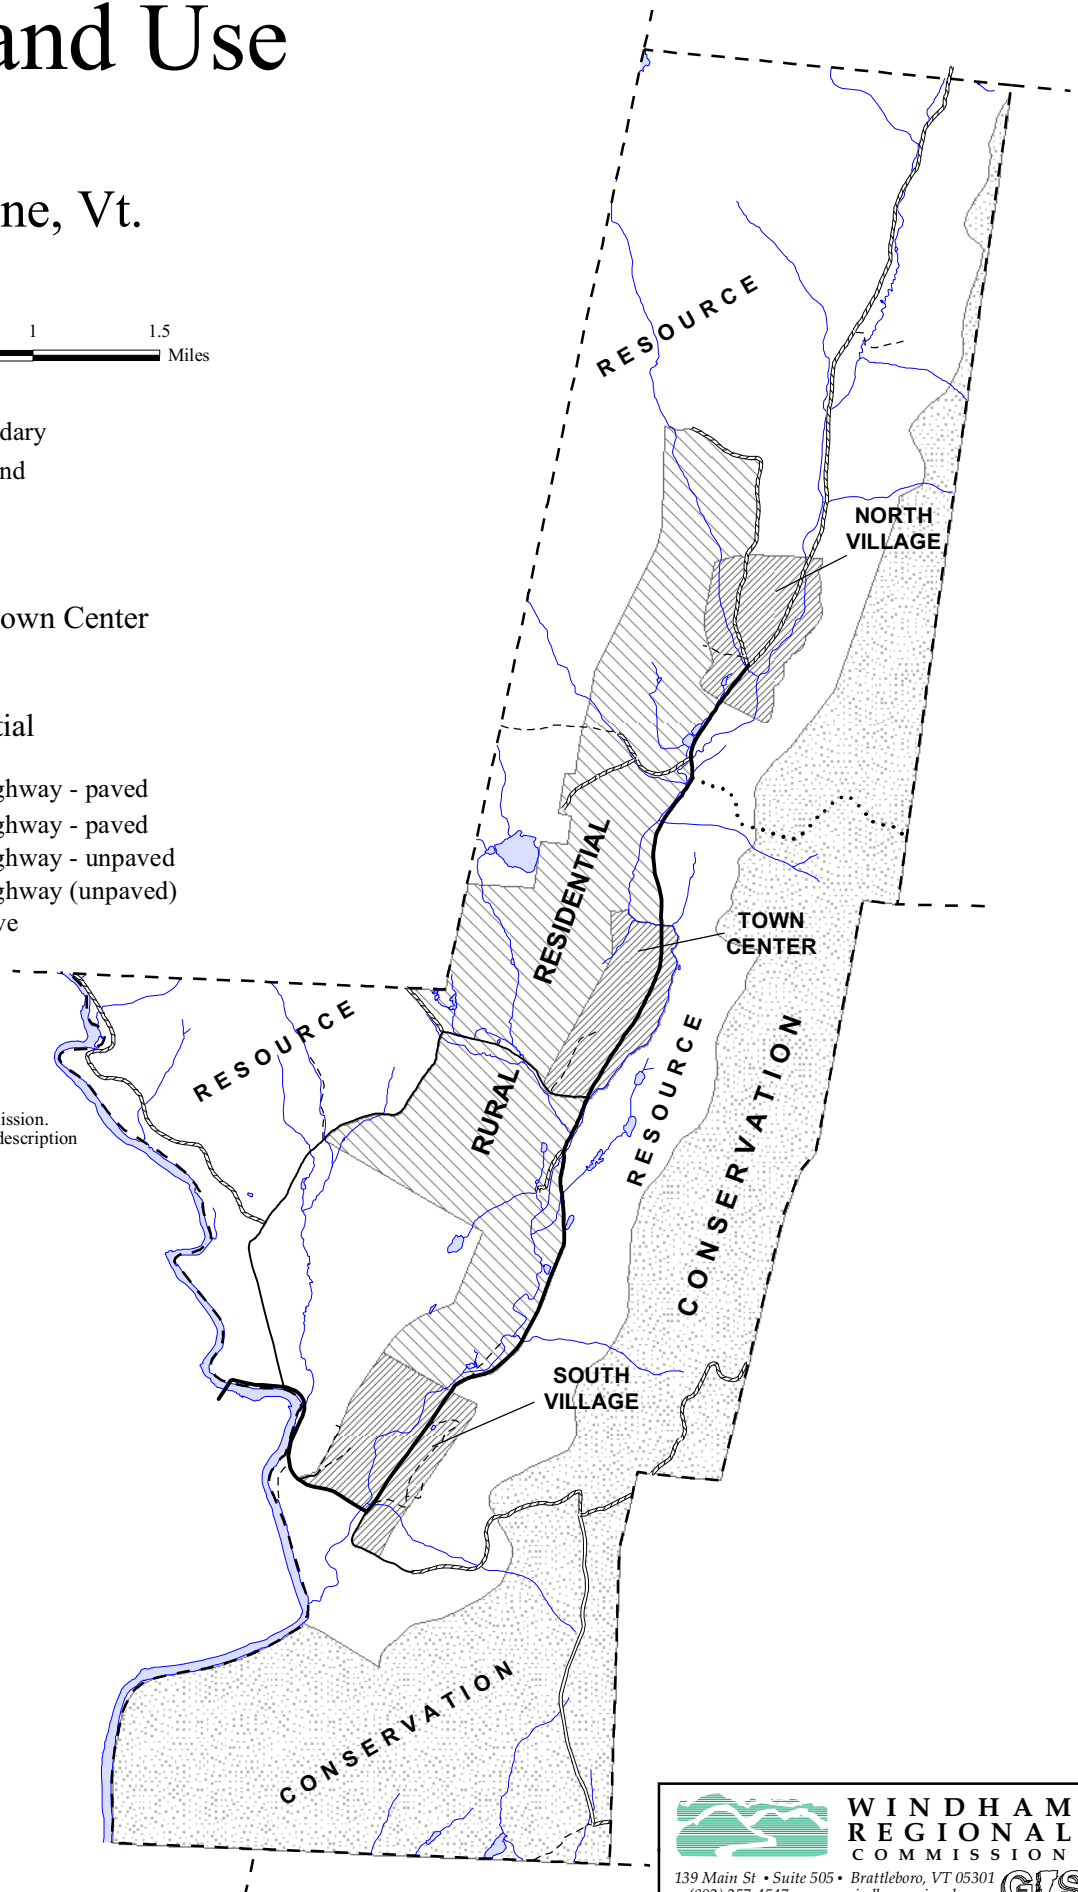 and Use
ne, Vt.
1 1.5
Miles
dary
nd
own Center
tial
ghway - paved
ghway - paved
ghway - unpaved
ghway (unpaved)
ve
ission.
description
RESOURCE
NORTH
VILLAGE
RESIDENTIAL
TOWN
CENTER
RESOURCE
RURAL
RESOURCE
CONSERVATION
SOUTH
VILLAGE
CONSERVATION
WINDHAM
REGIONAL
COMMISSION
139 Main St • Suite 505 • Brattleboro, VT 05301